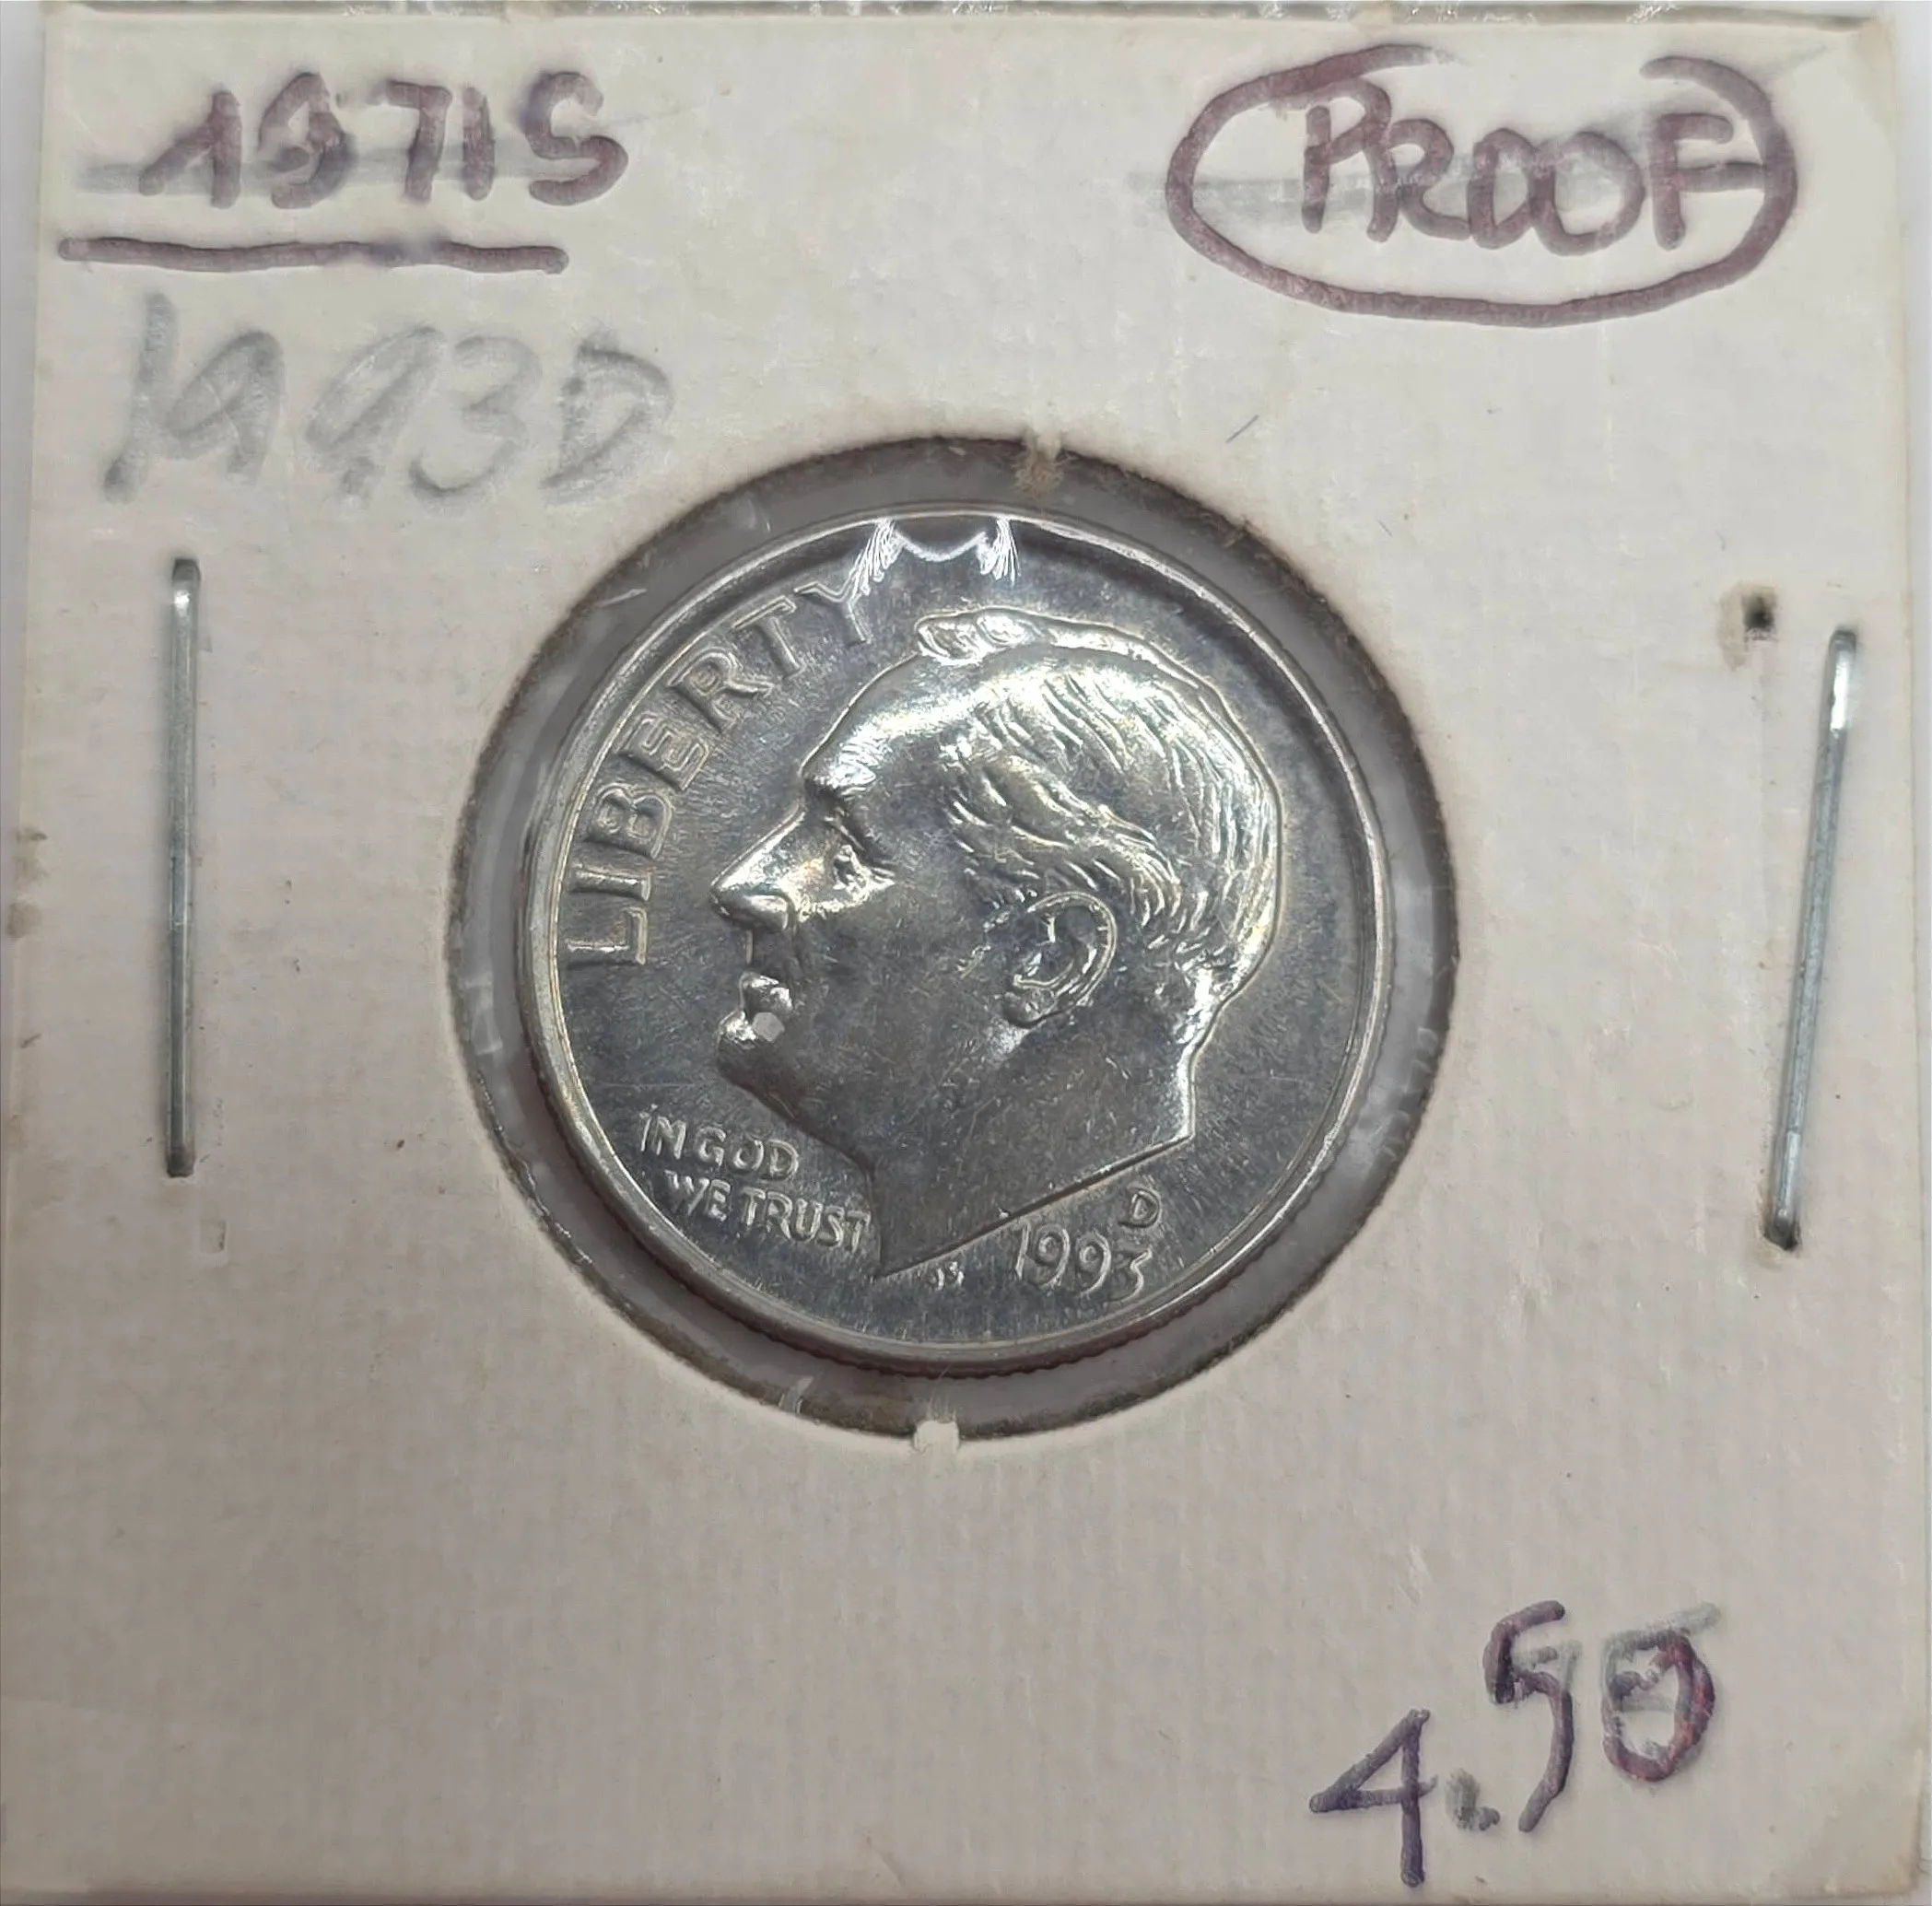 1971S
PROOF
1993D
LIBERTY
IN GOD
WE TRUST
JS
D
1993
4.50